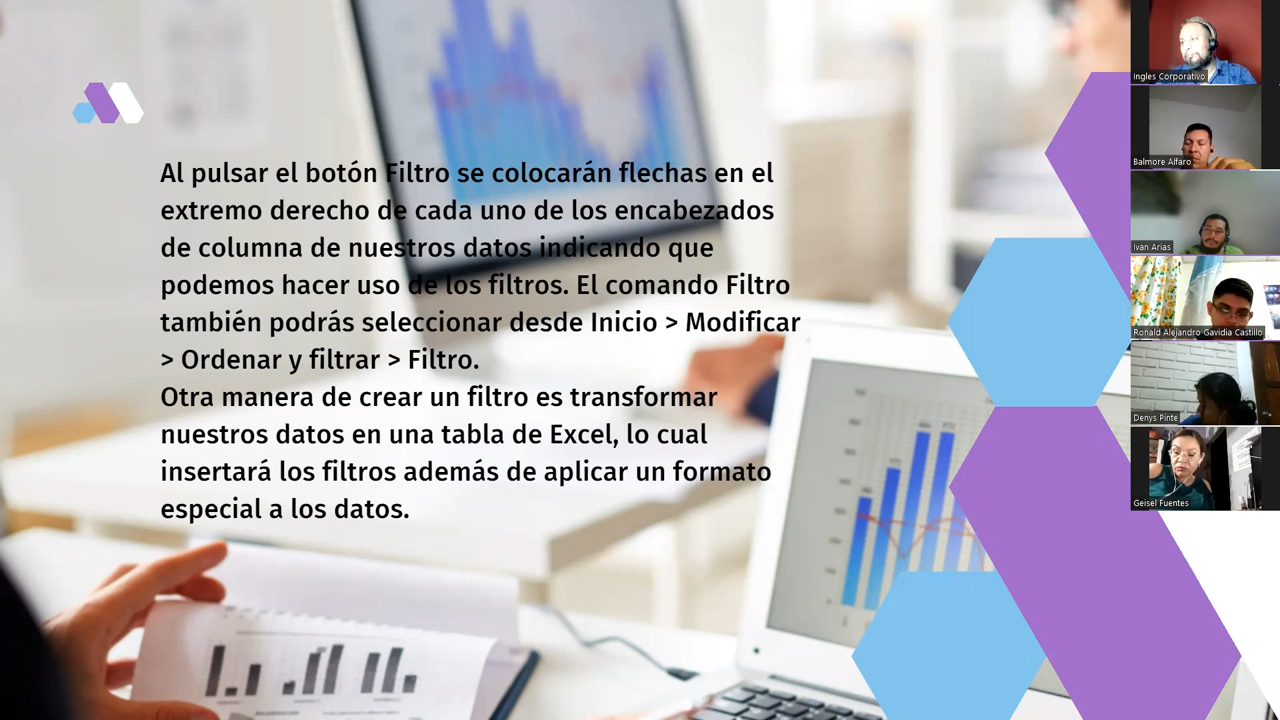 Al pulsar el botón Filtro se colocarán flechas en el
extremo derecho de cada uno de los encabezados
de columna de nuestros datos indicando que
podemos hacer uso de los filtros. El comando Filtro
también podrás seleccionar desde Inicio > Modificar
> Ordenar y filtrar > Filtro.
Otra manera de crear un filtro es transformar
nuestros datos en una tabla de Excel, lo cual
insertará los filtros además de aplicar un formato
especial a los datos.
Ingles Corporativo
Balmore Alfaro
Ivan Arias
Ronald Alejandro Gavidia Castillo
Denys Pinte
Geisel Fuentes